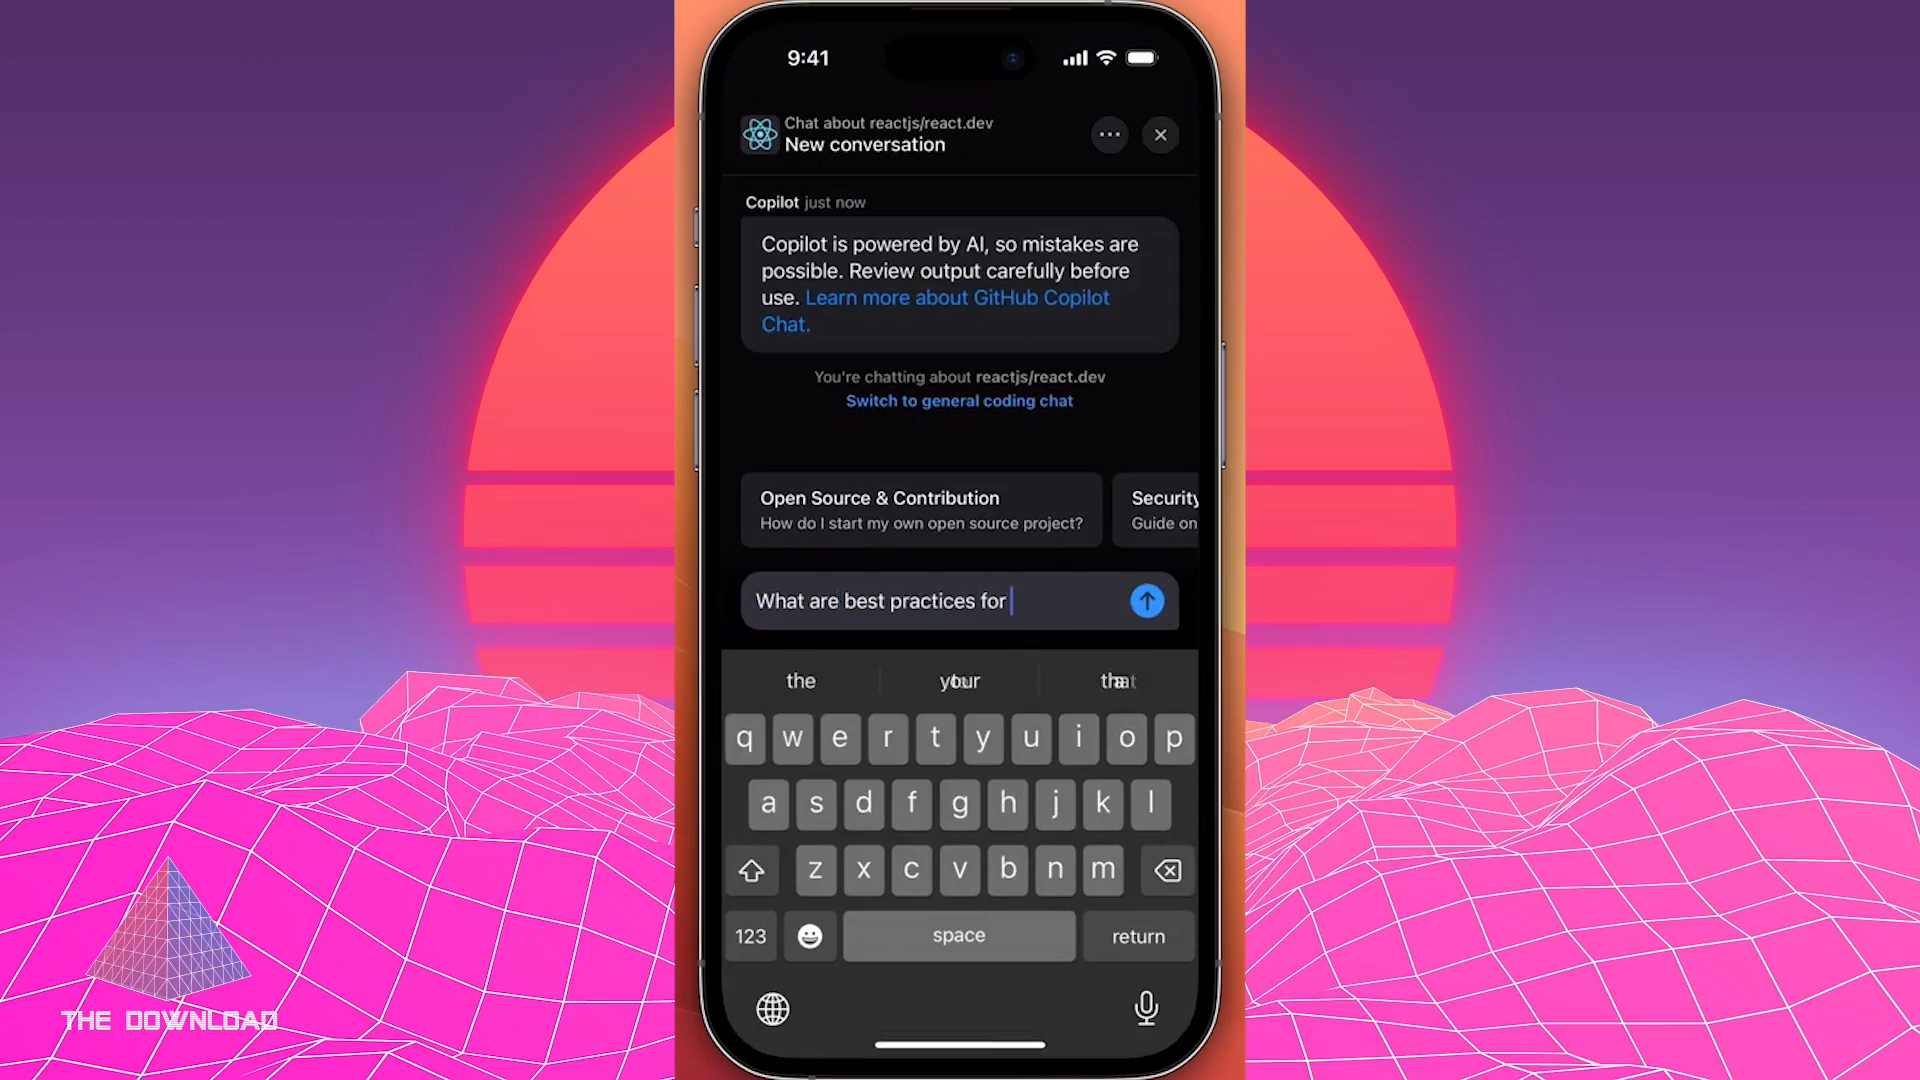 9:41
Chat about reactjs/react.dev
New conversation
Copilot just now
Copilot is powered by AI, so mistakes are
possible. Review output carefully before
use. Learn more about GitHub Copilot
Chat.
You're chatting about reactjs/react.dev
Switch to general coding chat
Open Source & Contribution
How do I start my own open source project?
Security
Guide on
What are best practices for
the
q w e r t y u i o p
a s d f g h j k l
z x c v b n m
123 space return
THE DOWNLOAD